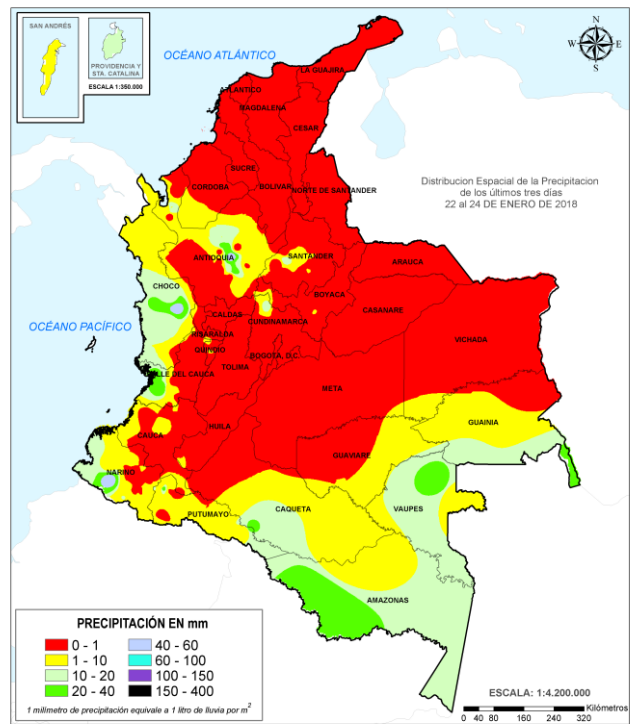 SAN ANDRÉS
PROVIDENCIA Y
STA. CATALINA
ESCALA 1:350.000
OCÉANO ATLÁNTICO
N
W E
S
LA GUAJIRA
ATLANTICO
MAGDALENA
CESAR
SUCRE
CORDOBA
BOLIVAR
NORTE DE SANTANDER
Distribucion Espacial de la Precipitacion
de los últimos tres días
22 al 24 DE ENERO DE 2018
ANTIOQUIA
SANTANDER
ARAUCA
CHOCO
BOYACA
CASANARE
OCÉANO PACÍFICO
CALDAS
CUNDINAMARCA
RISARALDA
VICHADA
QUINDIO
BOGOTA, D.C.
TOLIMA
VALLE DEL CAUCA
META
HUILA
CAUCA
GUAINIA
GUAVIARE
NARIÑO
PUTUMAYO
CAQUETA
VAUPES
AMAZONAS
PRECIPITACIÓN EN mm
0 - 1
40 - 60
1 - 10
60 - 100
10 - 20
100 - 150
20 - 40
150 - 400
1 milimetro de precipitación equivale a 1 litro de lluvia por m2
ESCALA: 1:4.200.000
Kilómetros
0 40 80 160 240 320